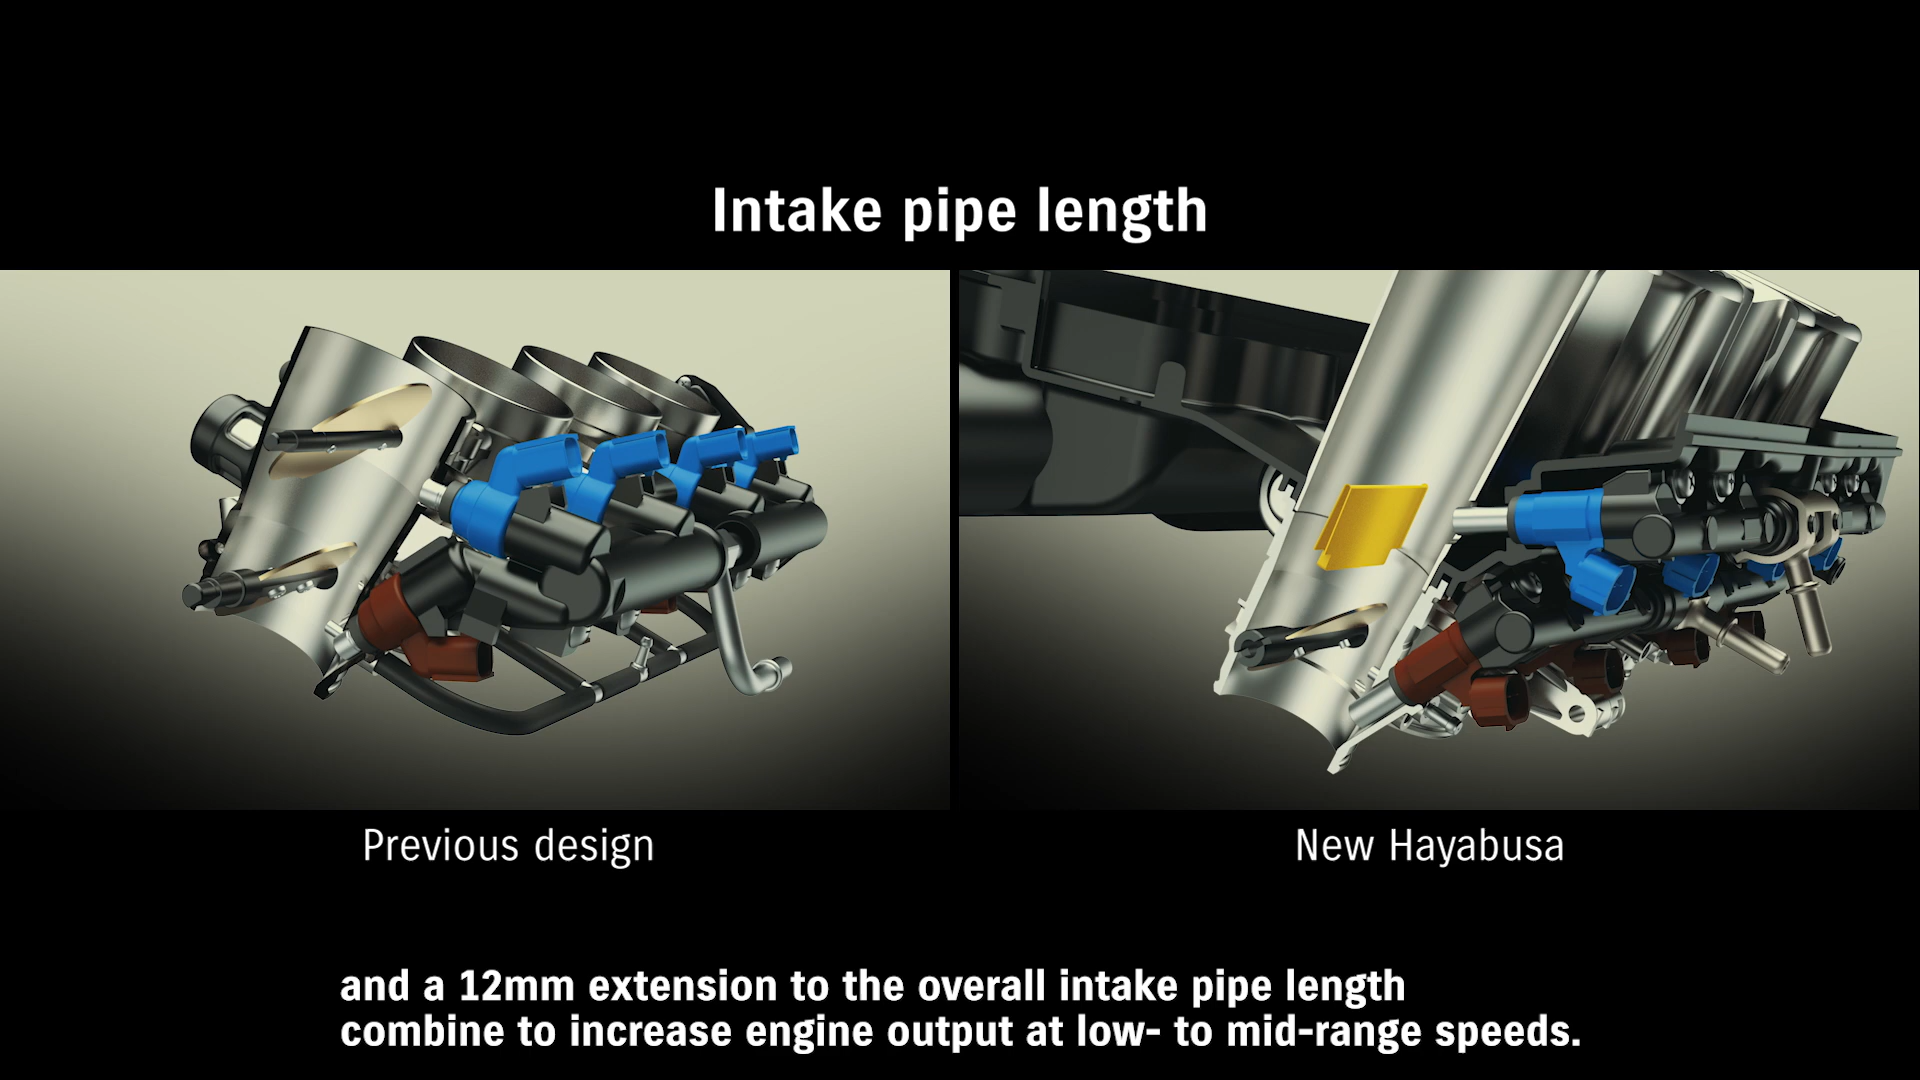 Intake pipe length
Previous design
New Hayabusa
and a 12mm extension to the overall intake pipe length
combine to increase engine output at low- to mid-range speeds.